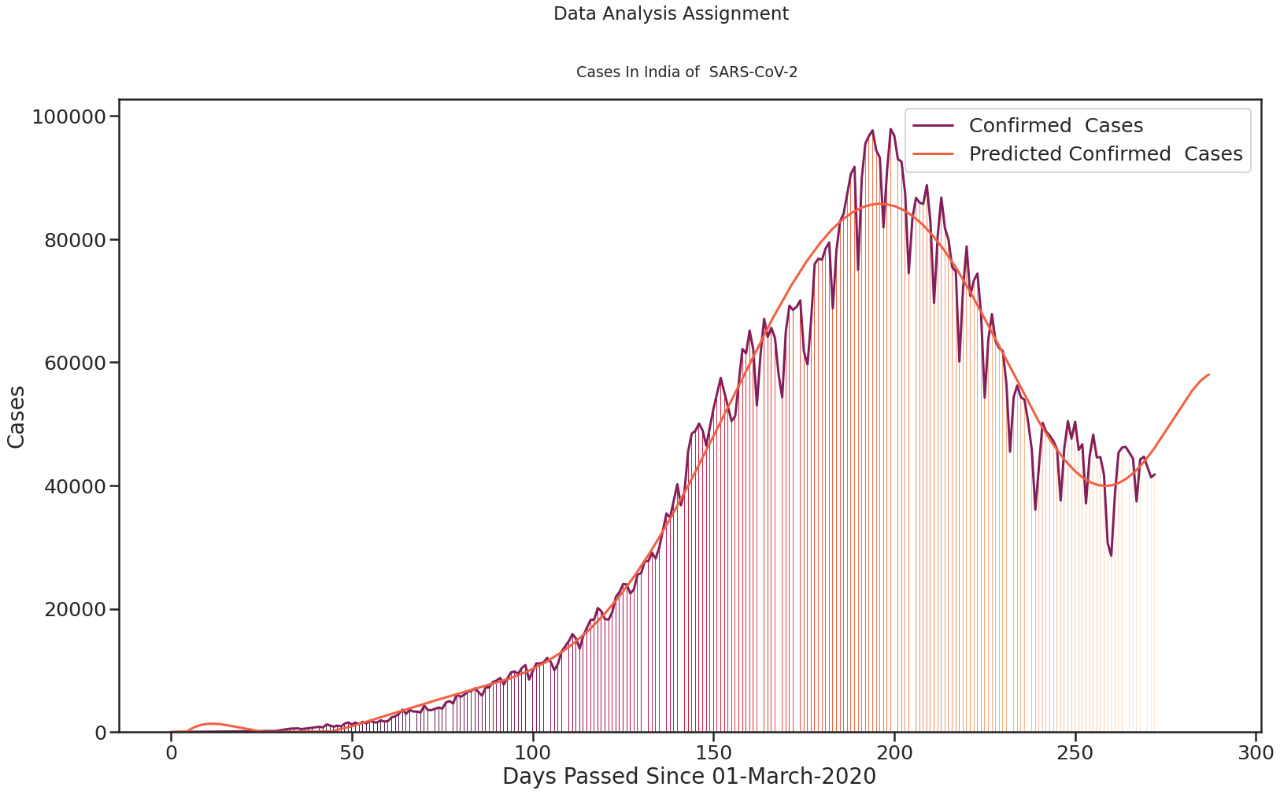 Data Analysis Assignment
Cases In India of  SARS-CoV-2
Confirmed  Cases
Predicted Confirmed  Cases
100000
80000
60000
40000
20000
0
Cases
0 50 100 150 200 250 300
Days Passed Since 01-March-2020